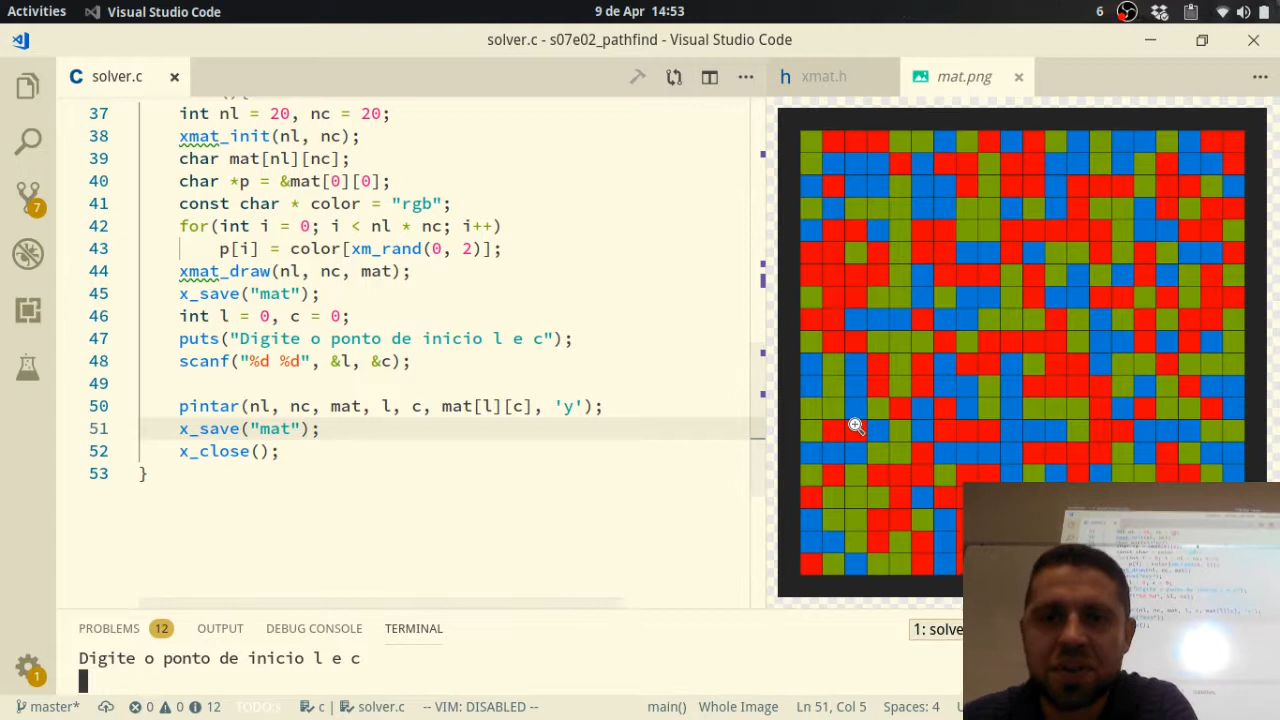 Activities Visual Studio Code 9 de Apr 14:53 6
solver.c - s07e02_pathfind - Visual Studio Code
C solver.c × ··· h xmat.h mat.png × ···
37 int nl = 20, nc = 20;
38 xmat_init(nl, nc);
39 char mat[nl][nc];
40 char *p = &mat[0][0];
41 const char * color = "rgb";
42 for(int i = 0; i < nl * nc; i++)
43 p[i] = color[xm_rand(0, 2)];
44 xmat_draw(nl, nc, mat);
45 x_save("mat");
46 int l = 0, c = 0;
47 puts("Digite o ponto de inicio l e c");
48 scanf("%d %d", &l, &c);
49
50 pintar(nl, nc, mat, l, c, mat[l][c], 'y');
51 x_save("mat");
52 x_close();
53 }
7
PROBLEMS 12 OUTPUT DEBUG CONSOLE TERMINAL 1: solve
Digite o ponto de inicio l e c
1
master* 0 0 12 TODO:s c | solver.c -- VIM: DISABLED -- main() Whole Image Ln 51, Col 5 Spaces: 4